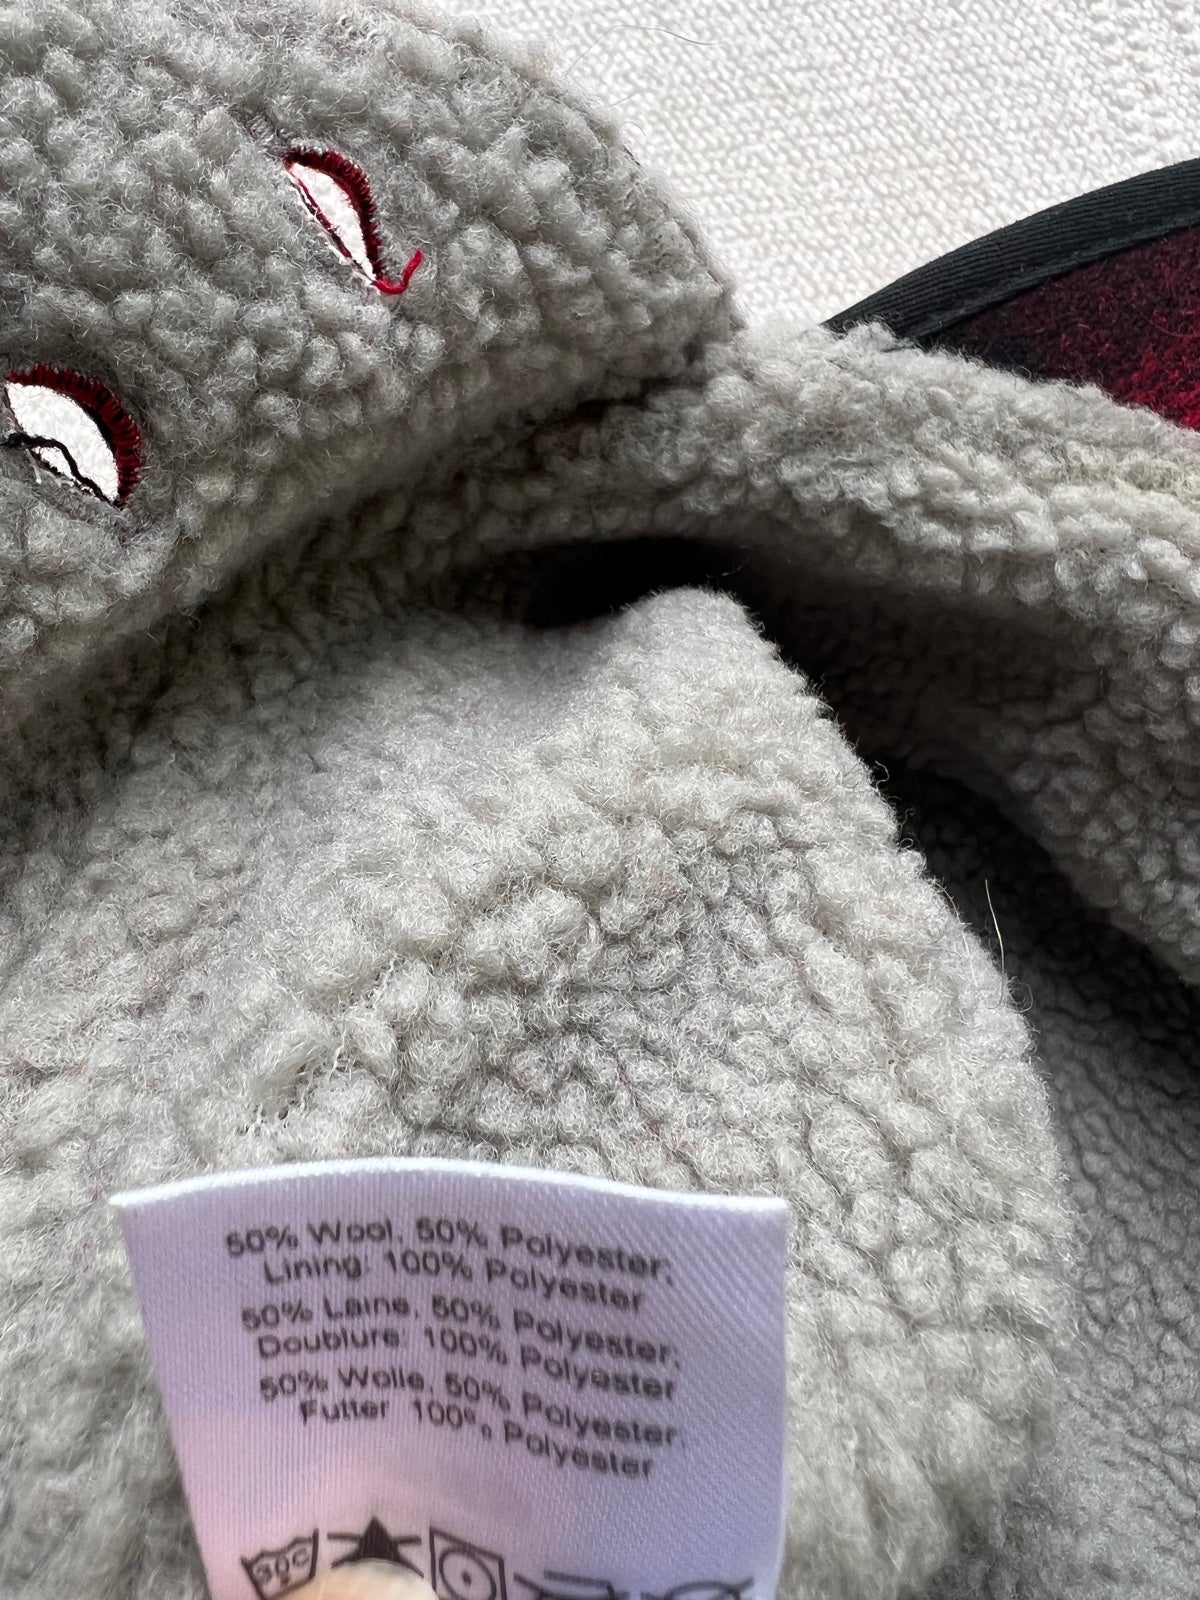 50% Wool, 50% Polyester;
Lining: 100% Polyester
50% Laine, 50% Polyester;
Doublure: 100% Polyester
50% Wolle, 50% Polyester;
Futter 100% Polyester
30C